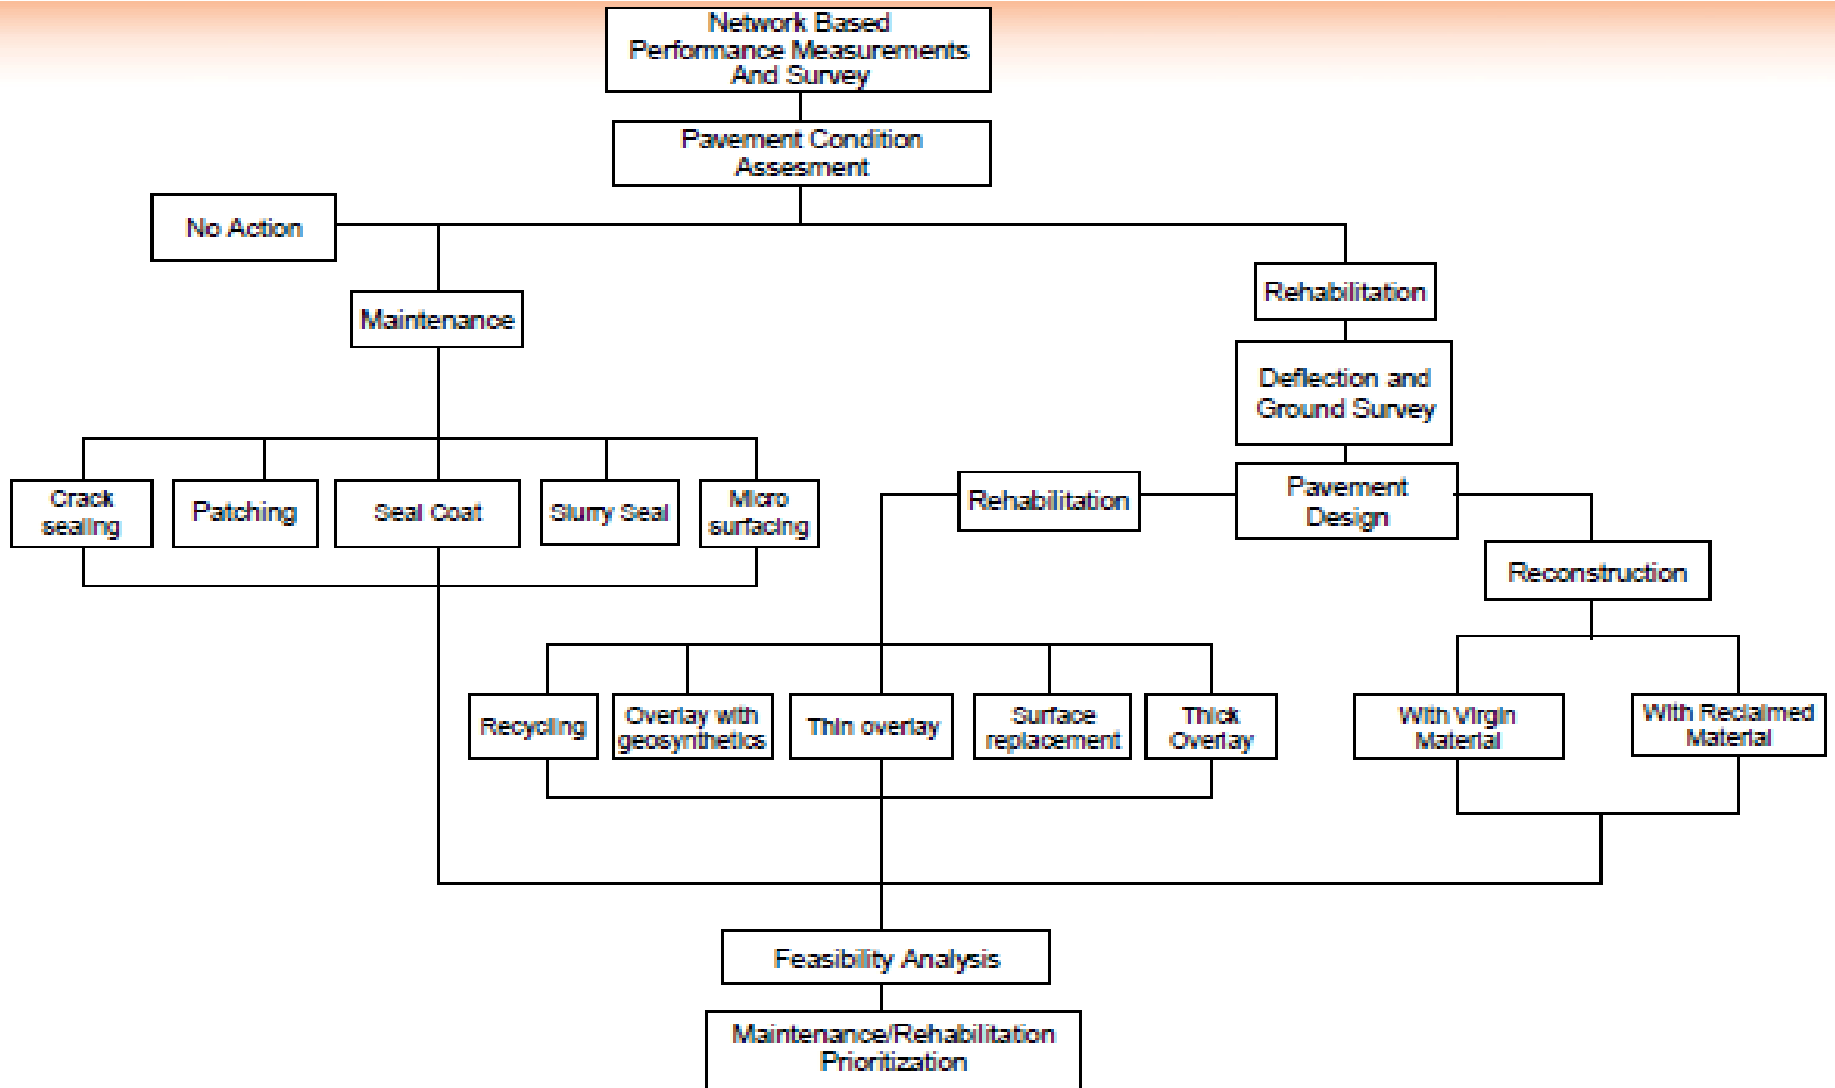 Network Based
Performance Measurements
And Survey
Pavement Condition
Assesment
No Action
Maintenance
Rehabilitation
Deflection and
Ground Survey
Crack
sealing
Patching
Seal Coat
Slurry Seal
Micro
surfacing
Rehabilitation
Pavement
Design
Reconstruction
Recycling
Overlay with
geosynthetics
Thin overlay
Surface
replacement
Thick
Overlay
With Virgin
Material
With Reclaimed
Material
Feasibility Analysis
Maintenance/Rehabilitation
Prioritization